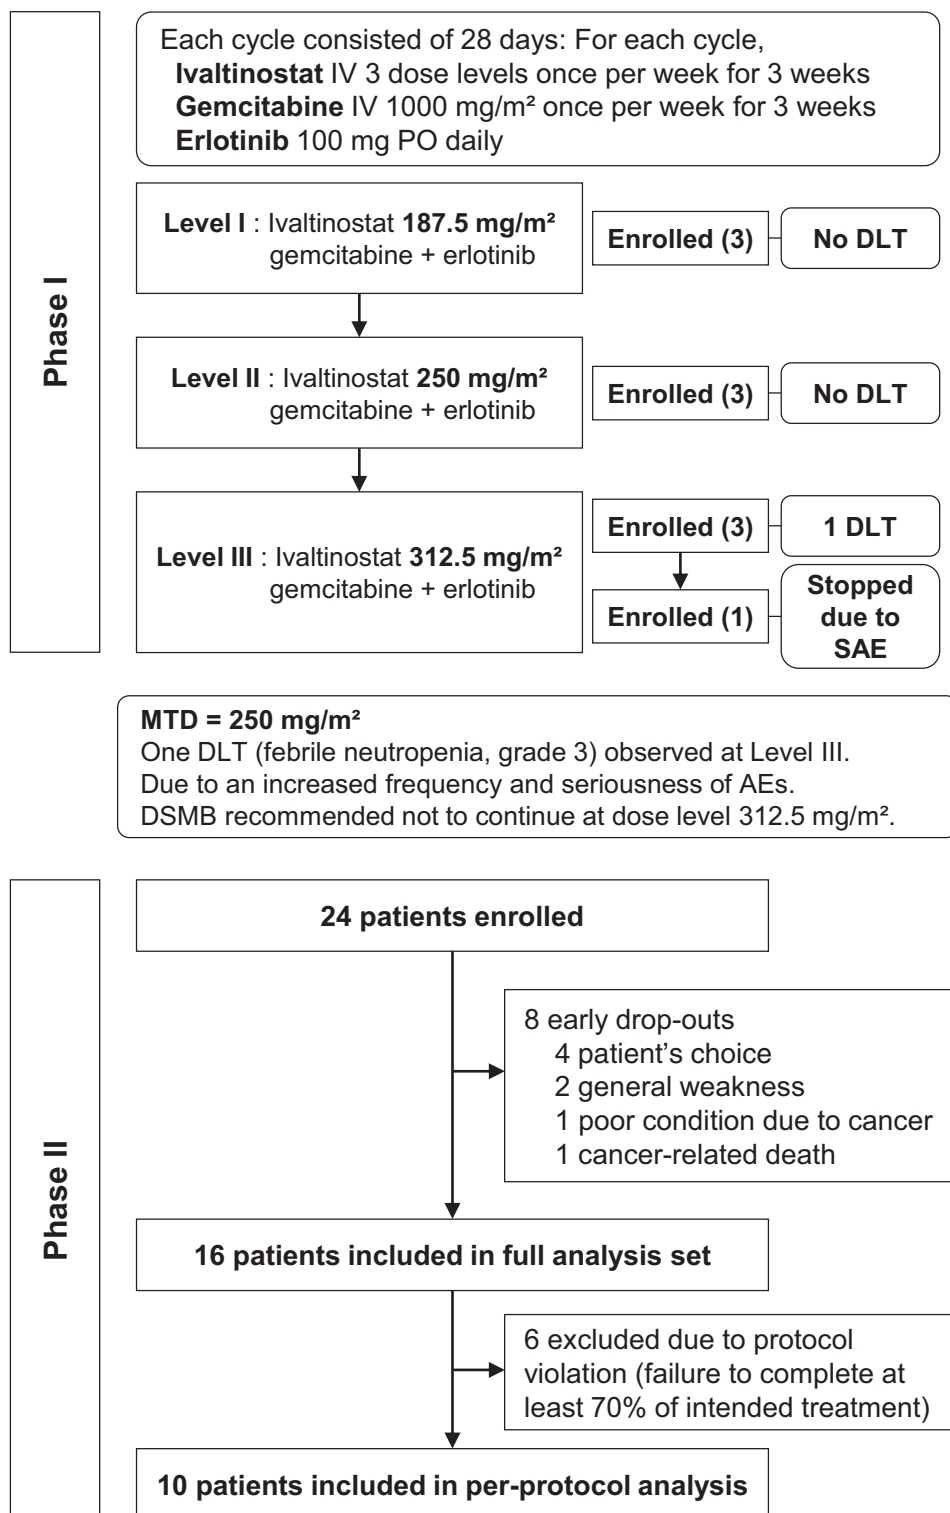 Phase I
Each cycle consisted of 28 days: For each cycle,
Ivaltinostat IV 3 dose levels once per week for 3 weeks
Gemcitabine IV 1000 mg/m² once per week for 3 weeks
Erlotinib 100 mg PO daily
Level I : Ivaltinostat 187.5 mg/m²
gemcitabine + erlotinib
Enrolled (3)
No DLT
Level II : Ivaltinostat 250 mg/m²
gemcitabine + erlotinib
Enrolled (3)
No DLT
Level III : Ivaltinostat 312.5 mg/m²
gemcitabine + erlotinib
Enrolled (3)
1 DLT
Enrolled (1)
Stopped
due to
SAE
MTD = 250 mg/m²
One DLT (febrile neutropenia, grade 3) observed at Level III.
Due to an increased frequency and seriousness of AEs.
DSMB recommended not to continue at dose level 312.5 mg/m².
Phase II
24 patients enrolled
8 early drop-outs
4 patient’s choice
2 general weakness
1 poor condition due to cancer
1 cancer-related death
16 patients included in full analysis set
6 excluded due to protocol
violation (failure to complete at
least 70% of intended treatment)
10 patients included in per-protocol analysis